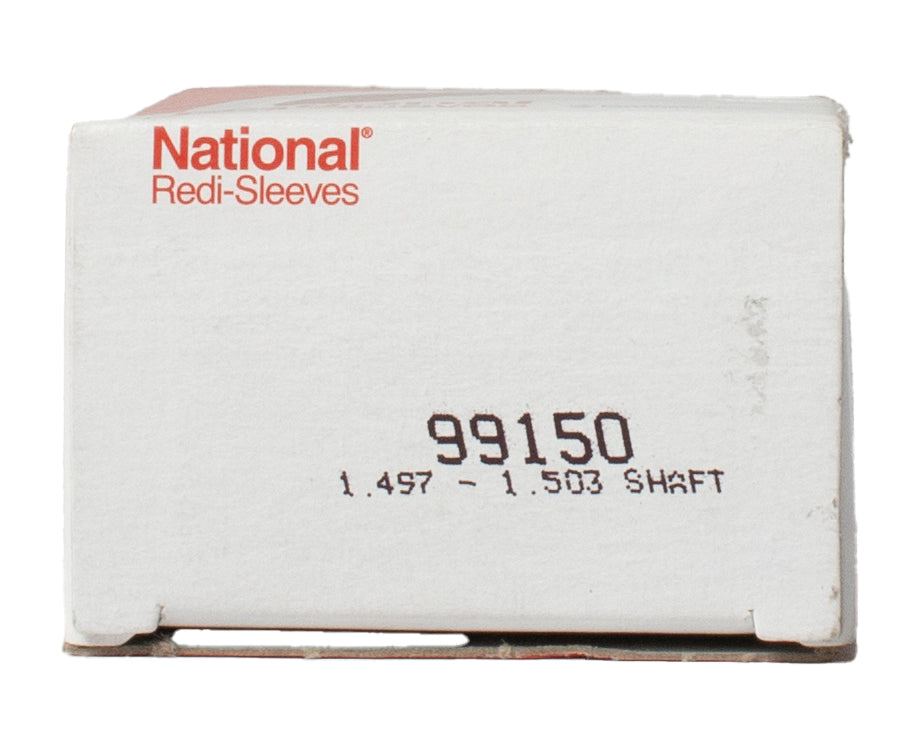 National®
Redi-Sleeves
99150
1.497 - 1.503 SHAFT